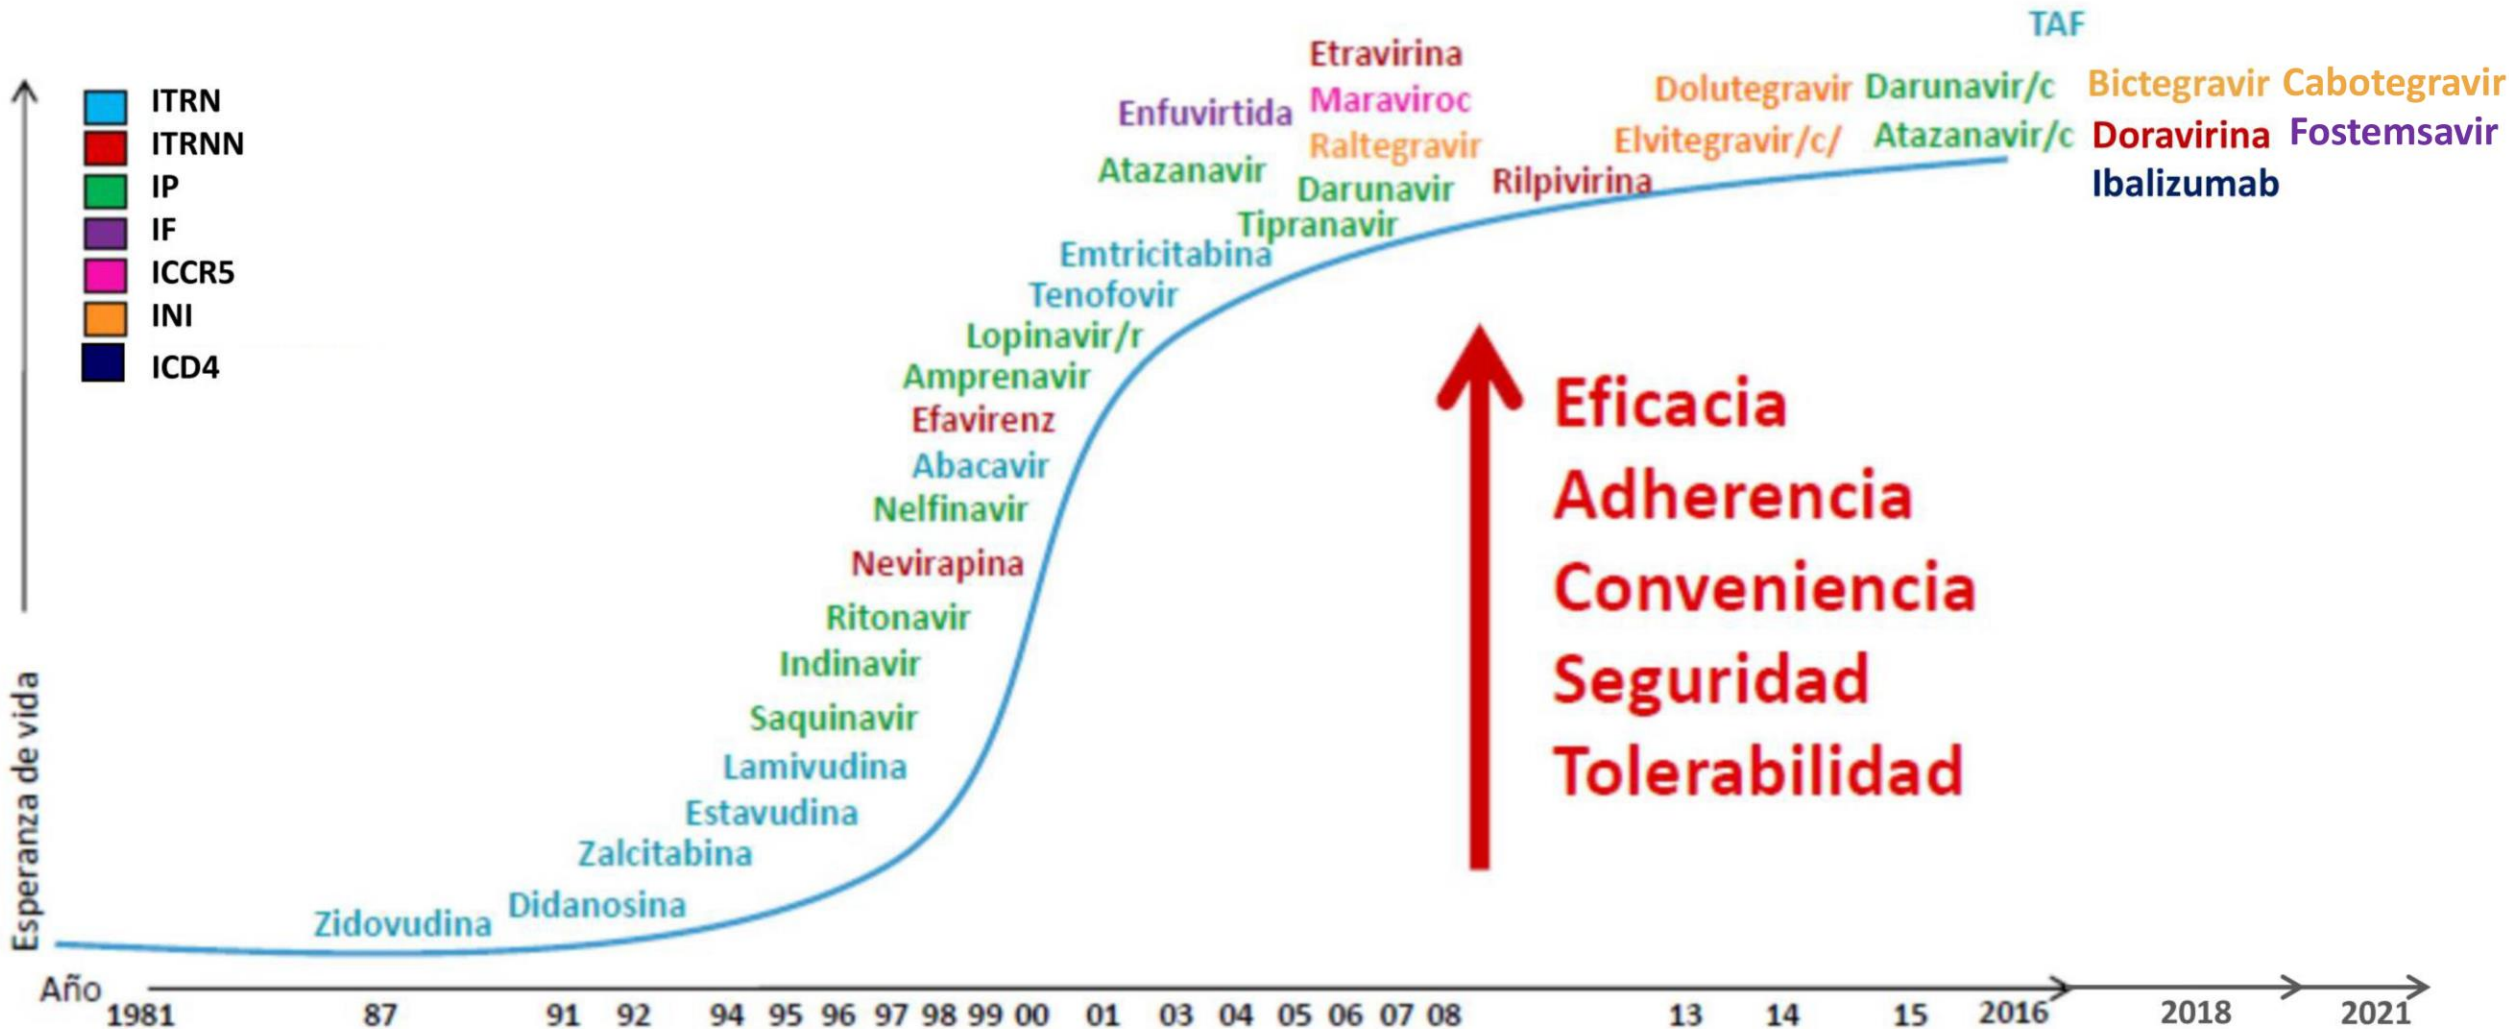 TAF
Etravirina
Maraviroc
Raltegravir
Enfuvirtida
Atazanavir
Darunavir
Tipranavir
Rilpivirina
Dolutegravir
Elvitegravir/c/
Darunavir/c
Atazanavir/c
Bictegravir
Cabotegravir
Doravirina
Fostemsavir
Ibalizumab
ITRN
ITRNN
IP
IF
ICCR5
INI
ICD4
Emtricitabina
Tenofovir
Lopinavir/r
Amprenavir
Efavirenz
Abacavir
Nelfinavir
Nevirapina
Ritonavir
Indinavir
Saquinavir
Lamivudina
Estavudina
Zalcitabina
Didanosina
Zidovudina
Eficacia
Adherencia
Conveniencia
Seguridad
Tolerabilidad
Esperanza de vida
Año
1981 87 91 92 94 95 96 97 98 99 00 01 03 04 05 06 07 08 13 14 15 2016 2018 2021